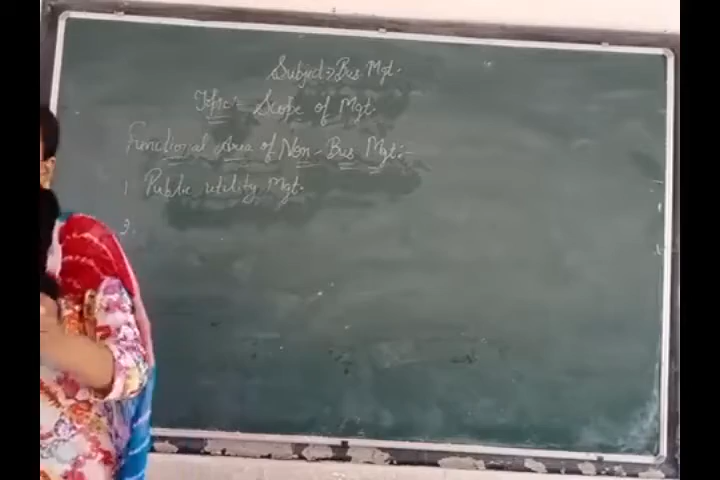 Subject:> Bus. Mgt.
Topic:= Scope of Mgt.
Functional Area of Non-Bus. Mgt.:-
1. Public utility Mgt.
2.